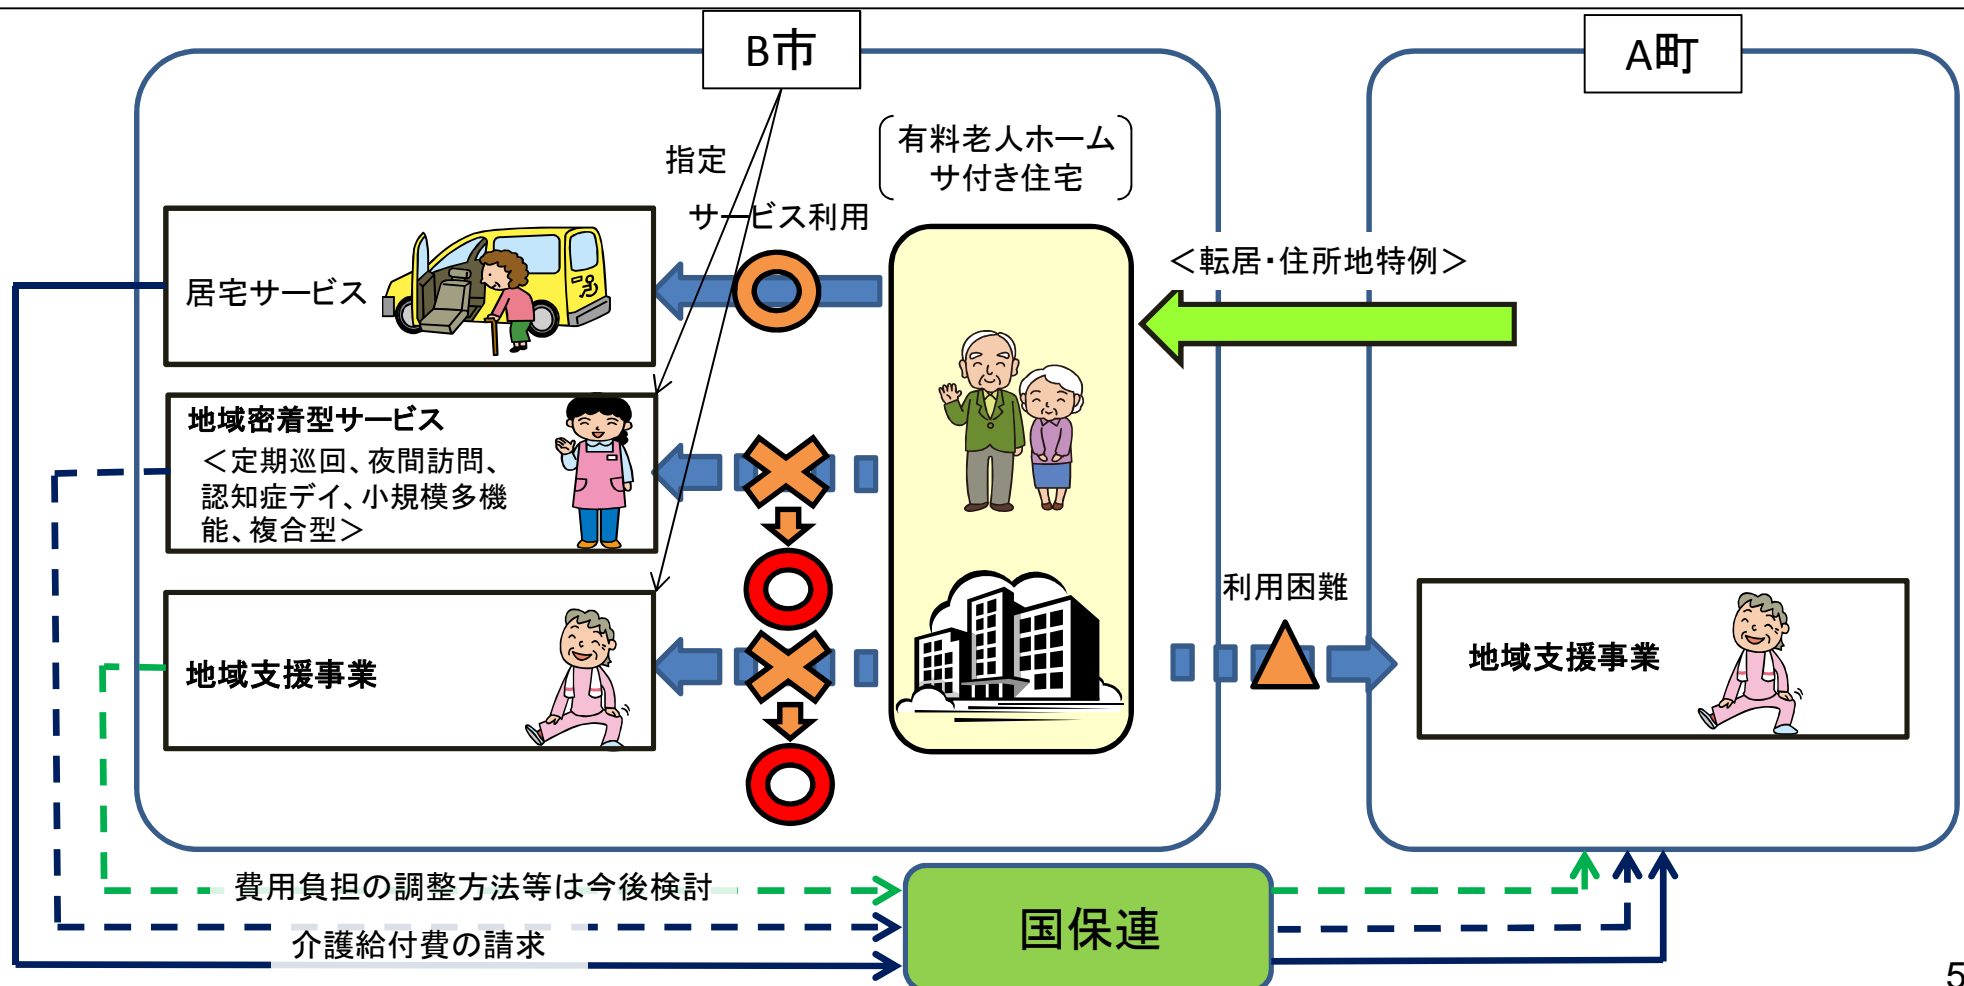 B市
A町
指定
有料老人ホーム
サ付き住宅
サービス利用
＜転居・住所地特例＞
居宅サービス
地域密着型サービス
＜定期巡回、夜間訪問、
認知症デイ、小規模多機
能、複合型＞
利用困難
地域支援事業
地域支援事業
費用負担の調整方法等は今後検討
介護給付費の請求
国保連
5